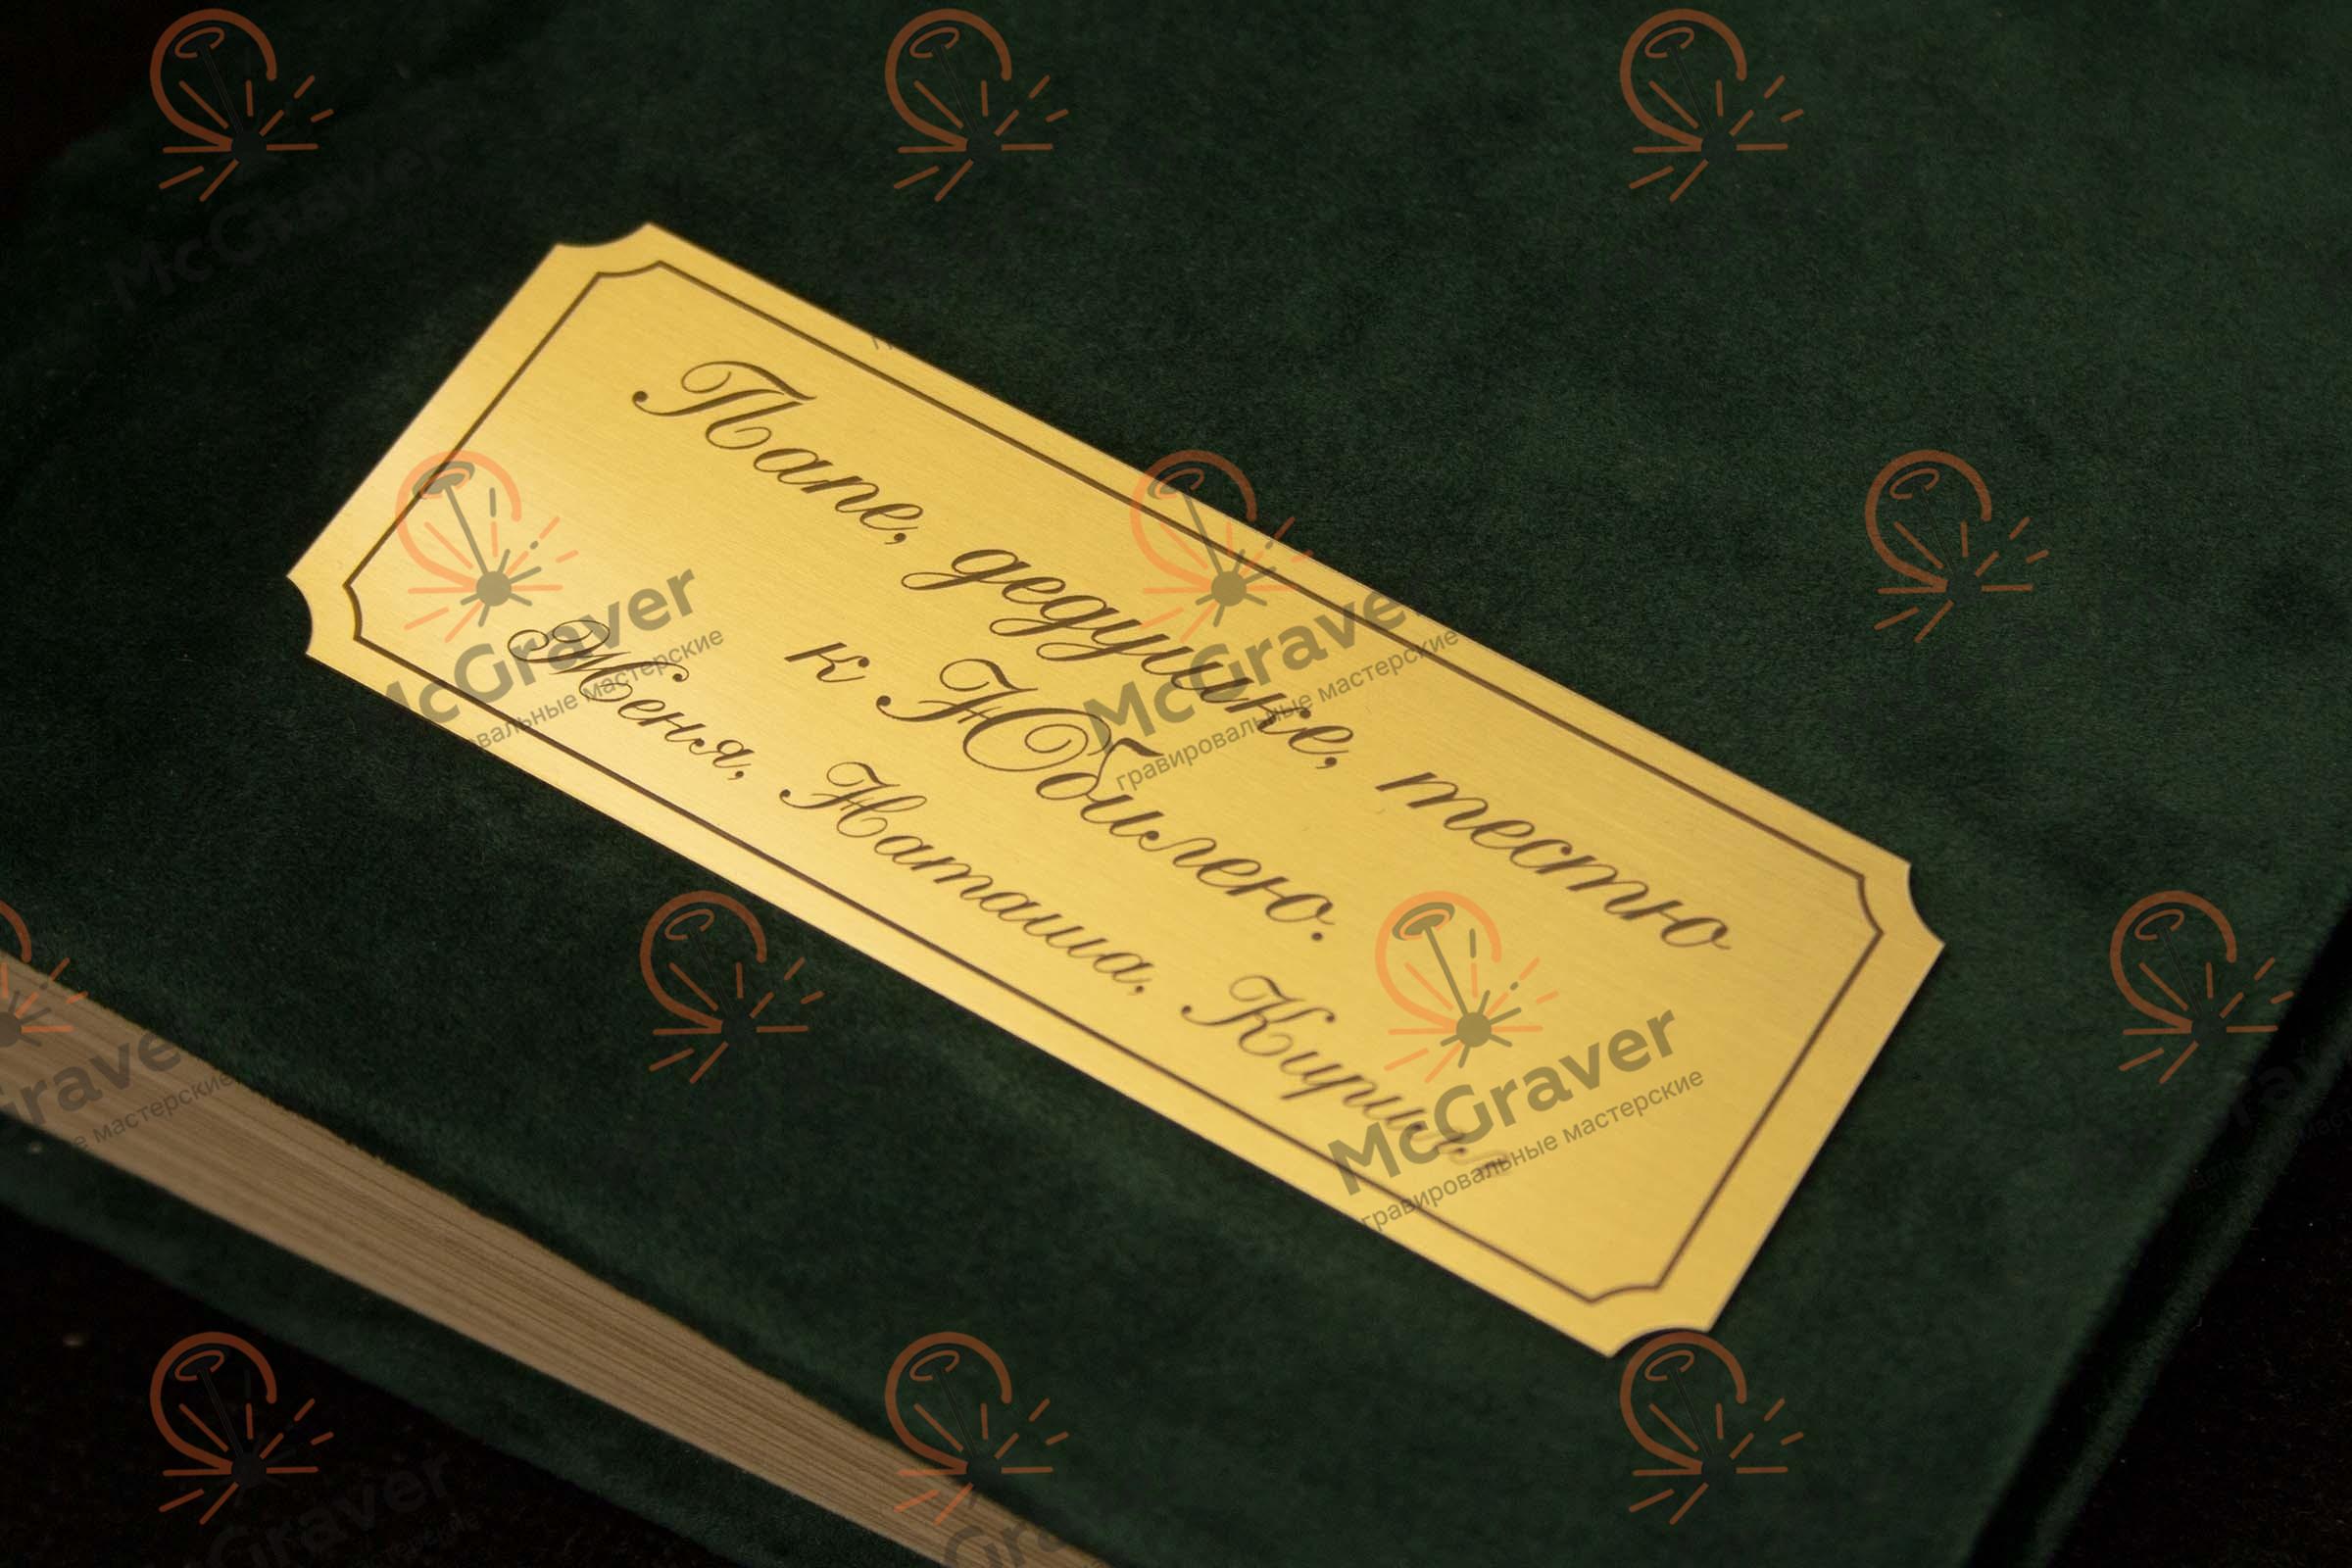 Папе, дедушке, тестю
к Юбилею.
Женя, Наташа, Кирилл
McGraver
гравировальные мастерские